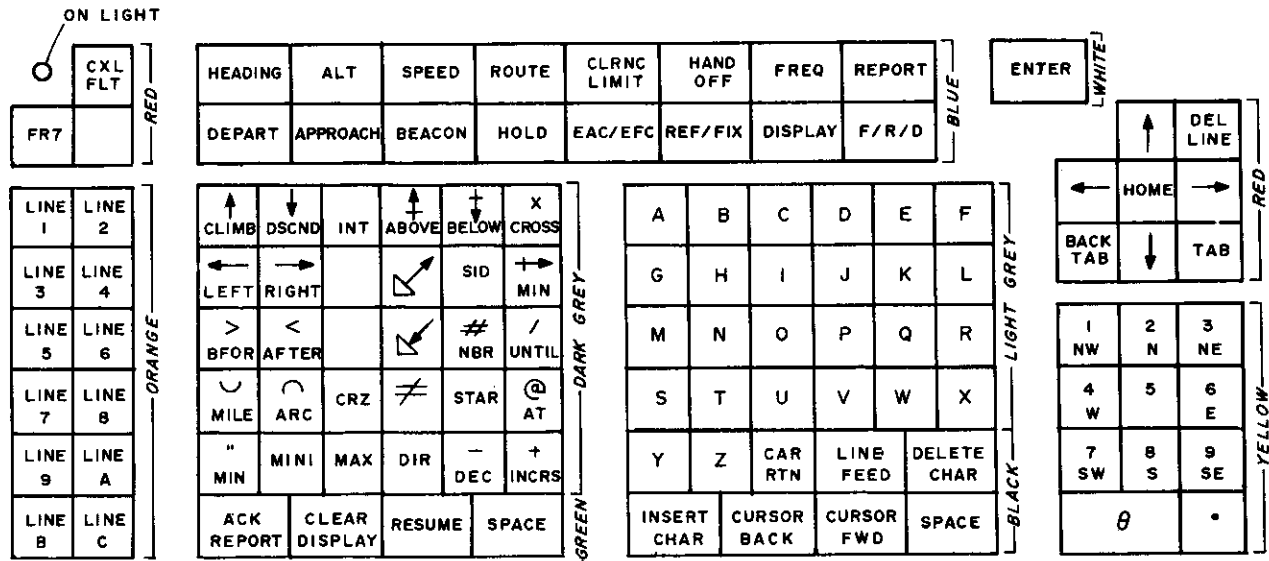 ON LIGHT
CXL
FLT
FR7
RED
HEADING ALT SPEED ROUTE CLRNC LIMIT HAND OFF FREQ REPORT
DEPART APPROACH BEACON HOLD EAC/EFC REF/FIX DISPLAY F/R/D
BLUE
ENTER
WHITE
↑ DEL LINE
← HOME →
BACK TAB ↓ TAB
RED
LINE 1 LINE 2
LINE 3 LINE 4
LINE 5 LINE 6
LINE 7 LINE 8
LINE 9 LINE A
LINE B LINE C
ORANGE
↑ CLIMB ↓ DSCND INT ABOVE BELOW X CROSS
← LEFT → RIGHT SID MIN
> BFOR < AFTER # NBR / UNTIL
MILE ARC CRZ ≠ STAR @ AT
" MIN MINI MAX DIR - DEC + INCRS
DARK GREY
ACK REPORT CLEAR DISPLAY RESUME SPACE
GREEN
A B C D E F
G H I J K L
M N O P Q R
S T U V W X
LIGHT GREY
Y Z CAR RTN LINE FEED DELETE CHAR
INSERT CHAR CURSOR BACK CURSOR FWD SPACE
BLACK
1 NW 2 N 3 NE
4 W 5 6 E
7 SW 8 S 9 SE
θ •
YELLOW